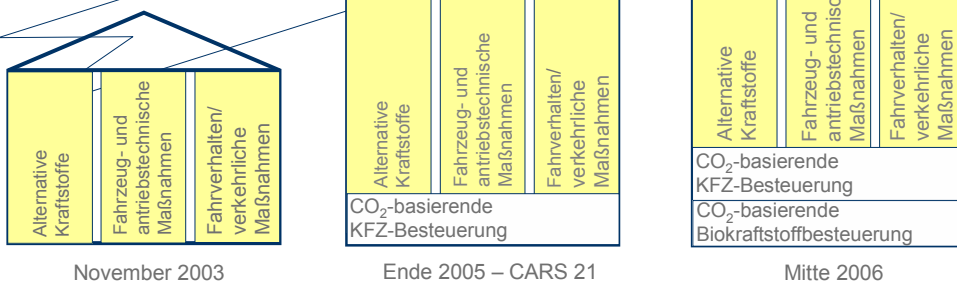 Alternative
Kraftstoffe
Fahrzeug- und
antriebstechnische
Maßnahmen
Fahrverhalten/
verkehrliche
Maßnahmen
November 2003
Alternative
Kraftstoffe
Fahrzeug- und
antriebstechnische
Maßnahmen
Fahrverhalten/
verkehrliche
Maßnahmen
CO₂-basierende
KFZ-Besteuerung
Ende 2005 – CARS 21
Alternative
Kraftstoffe
Fahrzeug- und
antriebstechnisc
Maßnahmen
Fahrverhalten/
verkehrliche
Maßnahmen
CO₂-basierende
KFZ-Besteuerung
CO₂-basierende
Biokraftstoffbesteuerung
Mitte 2006